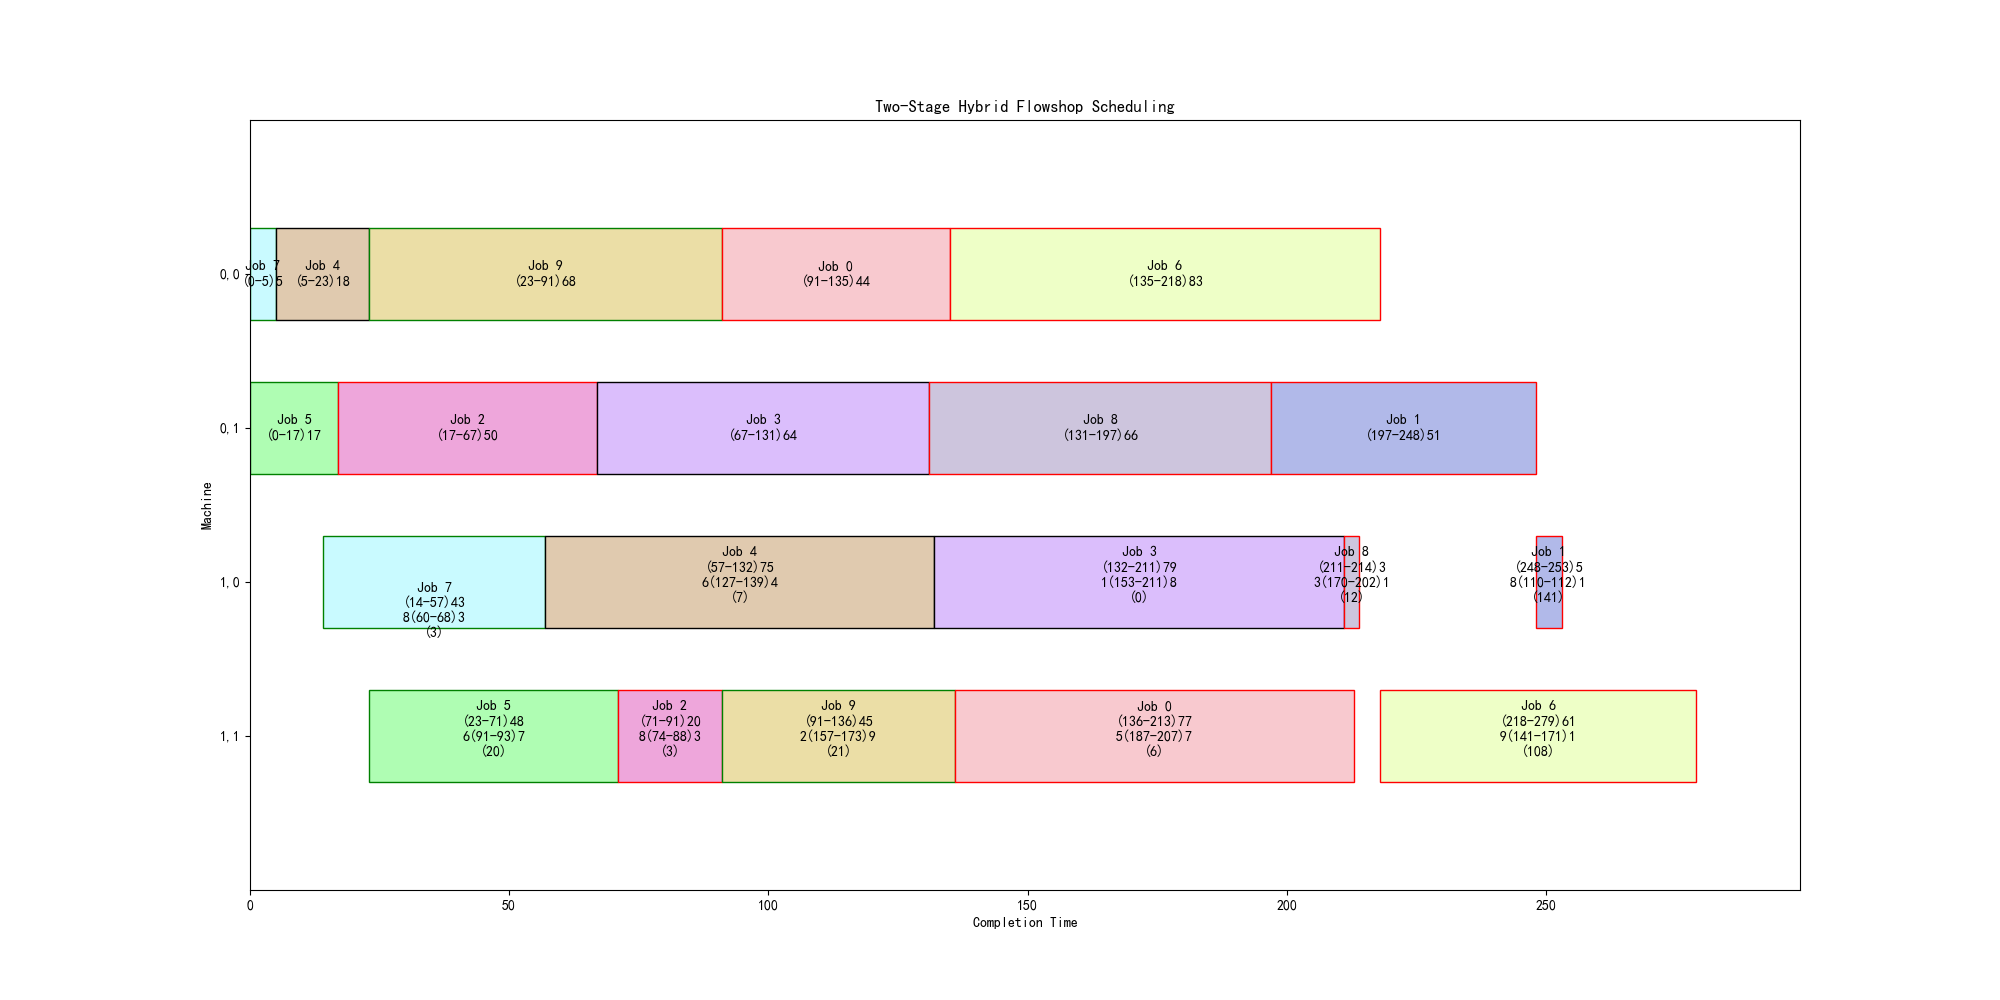 Two-Stage Hybrid Flowshop Scheduling
0,0
Job 7
(0-5)5
Job 4
(5-23)18
Job 9
(23-91)68
Job 0
(91-135)44
Job 6
(135-218)83
0,1
Job 5
(0-17)17
Job 2
(17-67)50
Job 3
(67-131)64
Job 8
(131-197)66
Job 1
(197-248)51
Machine
1,0
Job 7
(14-57)43
8(60-68)3
(3)
Job 4
(57-132)75
6(127-139)4
(7)
Job 3
(132-211)79
1(153-211)8
(0)
Job 8
(211-214)3
3(170-202)1
(12)
Job 1
(248-253)5
8(110-112)1
(141)
1,1
Job 5
(23-71)48
6(91-93)7
(20)
Job 2
(71-91)20
8(74-88)3
(3)
Job 9
(91-136)45
2(157-173)9
(21)
Job 0
(136-213)77
5(187-207)7
(6)
Job 6
(218-279)61
9(141-171)1
(108)
0
50
100
150
200
250
Completion Time